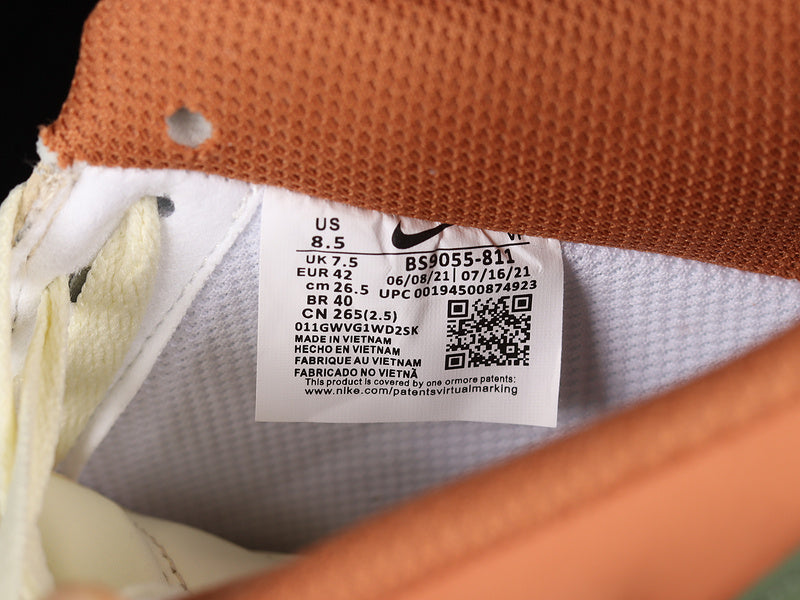 US
8.5
UK 7.5
EUR 42
cm 26.5
BR 40
CN 265(2.5)
011GWVG1WD2SK
MADE IN VIETNAM
HECHO EN VIETNAM
FABRIQUE AU VIETNAM
FABRICADO NO VIETNÃ
VI
BS9055-811
06/08/21| 07/16/21
UPC 00194500874923
This product is covered by one ormore patents:
www.nike.com/patentsvirtualmarking